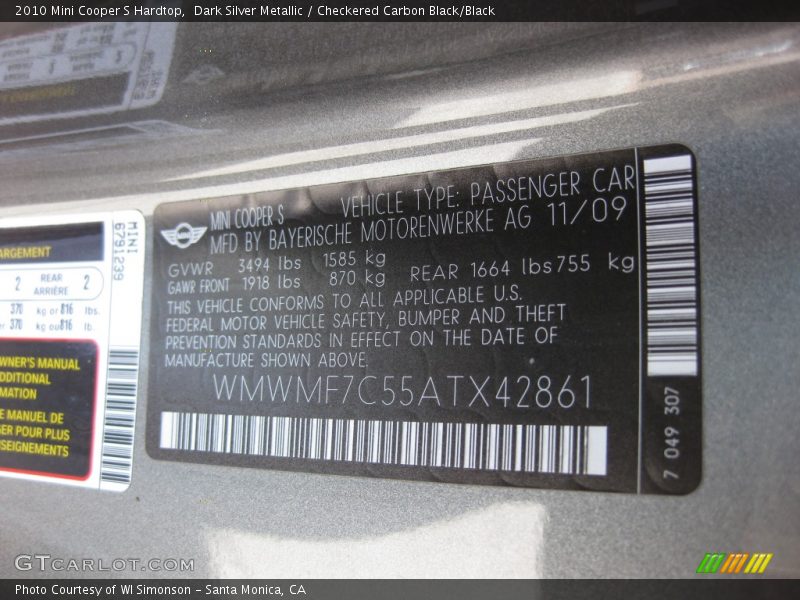 2010 Mini Cooper S Hardtop,  Dark Silver Metallic / Checkered Carbon Black/Black
MINI COOPER S VEHICLE TYPE: PASSENGER CAR
MFD BY BAYERISCHE MOTORENWERKE AG 11/09
GVWR 3494 lbs 1585 kg
GAWR FRONT 1918 lbs 870 kg REAR 1664 lbs 755 kg
THIS VEHICLE CONFORMS TO ALL APPLICABLE U.S.
FEDERAL MOTOR VEHICLE SAFETY, BUMPER AND THEFT
PREVENTION STANDARDS IN EFFECT ON THE DATE OF
MANUFACTURE SHOWN ABOVE.
WMWMF7C55ATX42861
7 049 307
MINI
6791239
ARGEMENT
2 REAR ARRIÈRE 2
370 kg or 816 lb.
370 kg ou 816 lb.
WNER'S MANUAL
DDITIONAL
MATION
E MANUEL DE
GER POUR PLUS
SEIGNEMENTS
GTCARLOT.COM
Photo Courtesy of WI Simonson - Santa Monica, CA